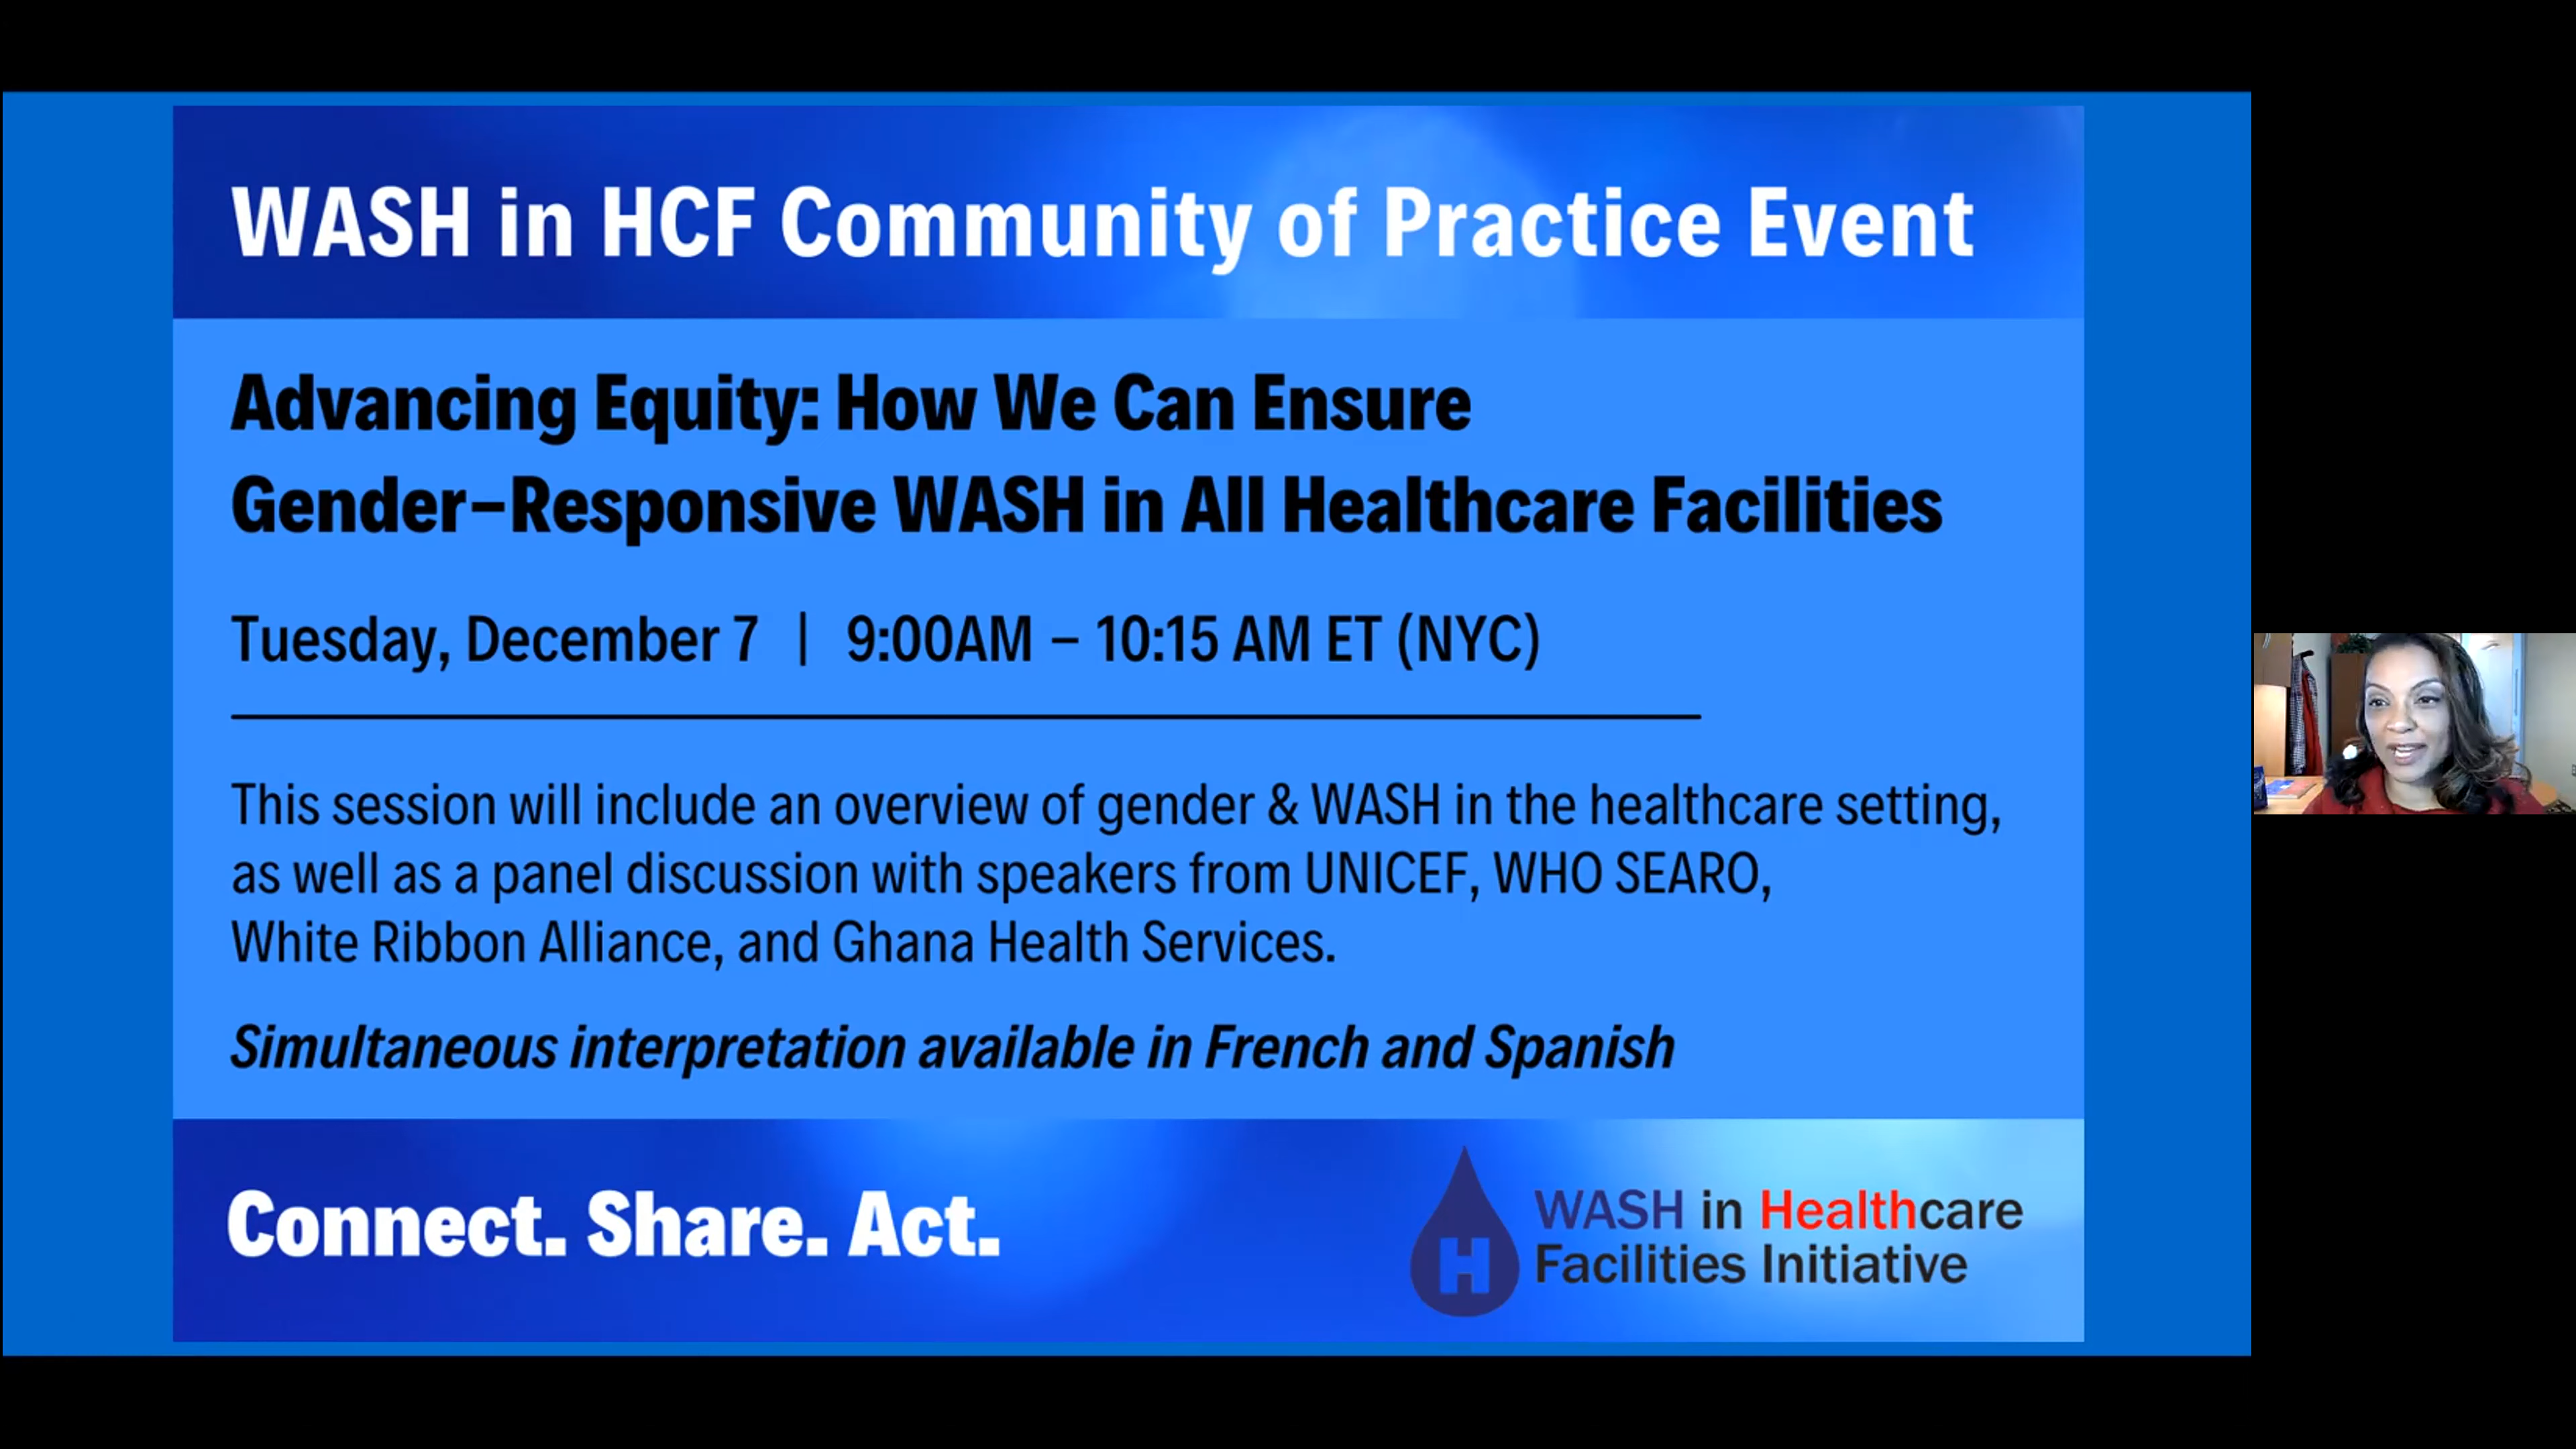 WASH in HCF Community of Practice Event
Advancing Equity: How We Can Ensure
Gender-Responsive WASH in All Healthcare Facilities
Tuesday, December 7 | 9:00AM – 10:15 AM ET (NYC)
This session will include an overview of gender & WASH in the healthcare setting,
as well as a panel discussion with speakers from UNICEF, WHO SEARO,
White Ribbon Alliance, and Ghana Health Services.
Simultaneous interpretation available in French and Spanish
Connect. Share. Act.
H
WASH in Healthcare
Facilities Initiative